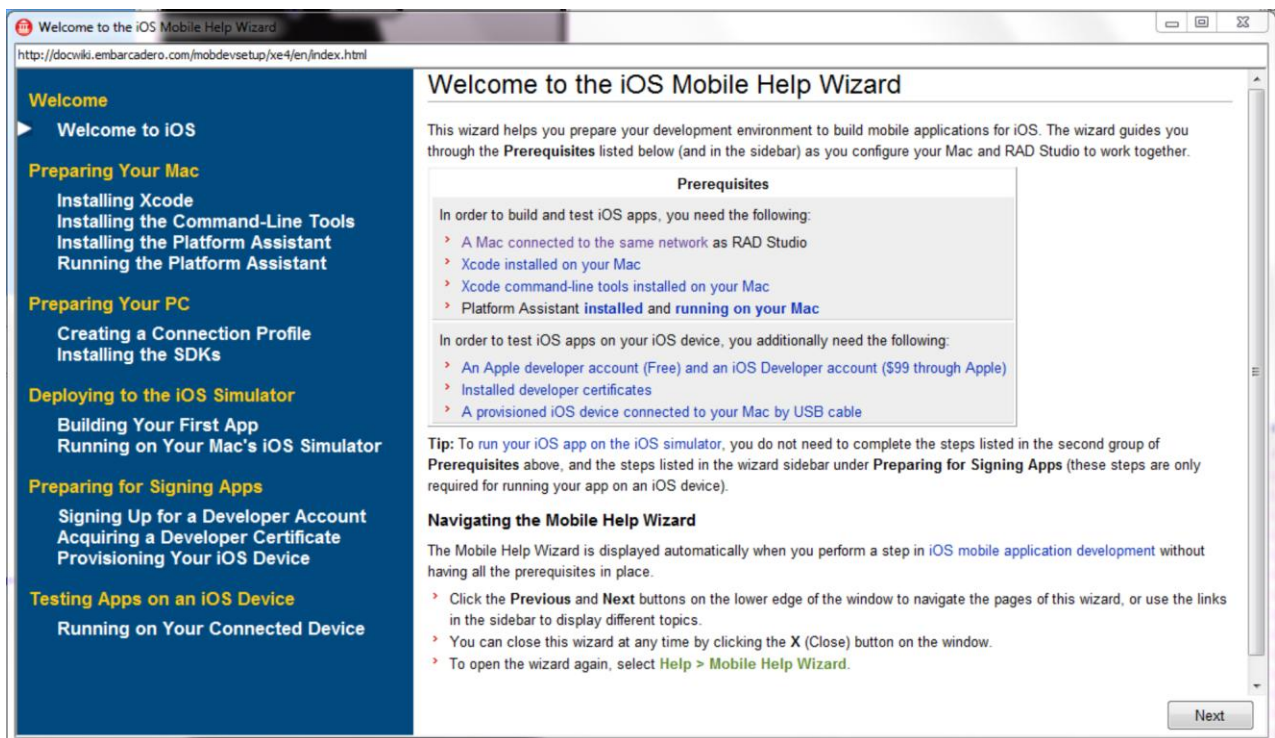 Welcome to the iOS Mobile Help Wizard
http://docwiki.embarcadero.com/mobdevsetup/xe4/en/index.html
Welcome
Welcome to iOS
Preparing Your Mac
Installing Xcode
Installing the Command-Line Tools
Installing the Platform Assistant
Running the Platform Assistant
Preparing Your PC
Creating a Connection Profile
Installing the SDKs
Deploying to the iOS Simulator
Building Your First App
Running on Your Mac's iOS Simulator
Preparing for Signing Apps
Signing Up for a Developer Account
Acquiring a Developer Certificate
Provisioning Your iOS Device
Testing Apps on an iOS Device
Running on Your Connected Device
Welcome to the iOS Mobile Help Wizard
This wizard helps you prepare your development environment to build mobile applications for iOS. The wizard guides you
through the Prerequisites listed below (and in the sidebar) as you configure your Mac and RAD Studio to work together.
Prerequisites
In order to build and test iOS apps, you need the following:
A Mac connected to the same network as RAD Studio
Xcode installed on your Mac
Xcode command-line tools installed on your Mac
Platform Assistant installed and running on your Mac
In order to test iOS apps on your iOS device, you additionally need the following:
An Apple developer account (Free) and an iOS Developer account ($99 through Apple)
Installed developer certificates
A provisioned iOS device connected to your Mac by USB cable
Tip: To run your iOS app on the iOS simulator, you do not need to complete the steps listed in the second group of
Prerequisites above, and the steps listed in the wizard sidebar under Preparing for Signing Apps (these steps are only
required for running your app on an iOS device).
Navigating the Mobile Help Wizard
The Mobile Help Wizard is displayed automatically when you perform a step in iOS mobile application development without
having all the prerequisites in place.
Click the Previous and Next buttons on the lower edge of the window to navigate the pages of this wizard, or use the links
in the sidebar to display different topics.
You can close this wizard at any time by clicking the X (Close) button on the window.
To open the wizard again, select Help > Mobile Help Wizard.
Next